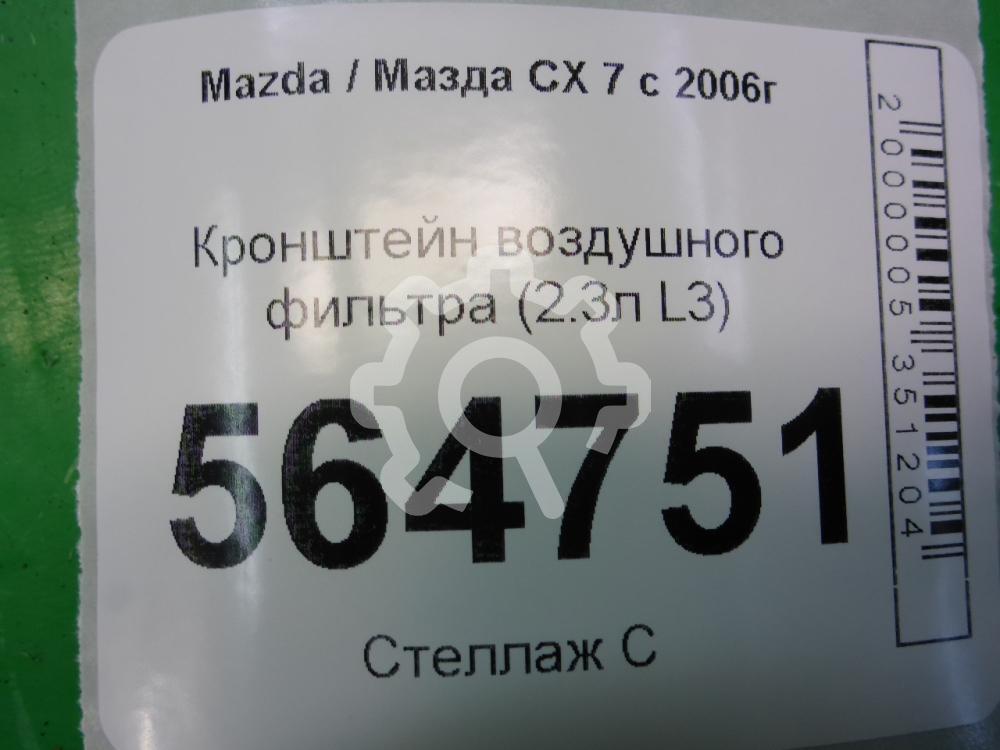 Mazda / Мазда CX 7 с 2006г
Кронштейн воздушного
фильтра (2.3л L3)
564751
Стеллаж С
2000005351204